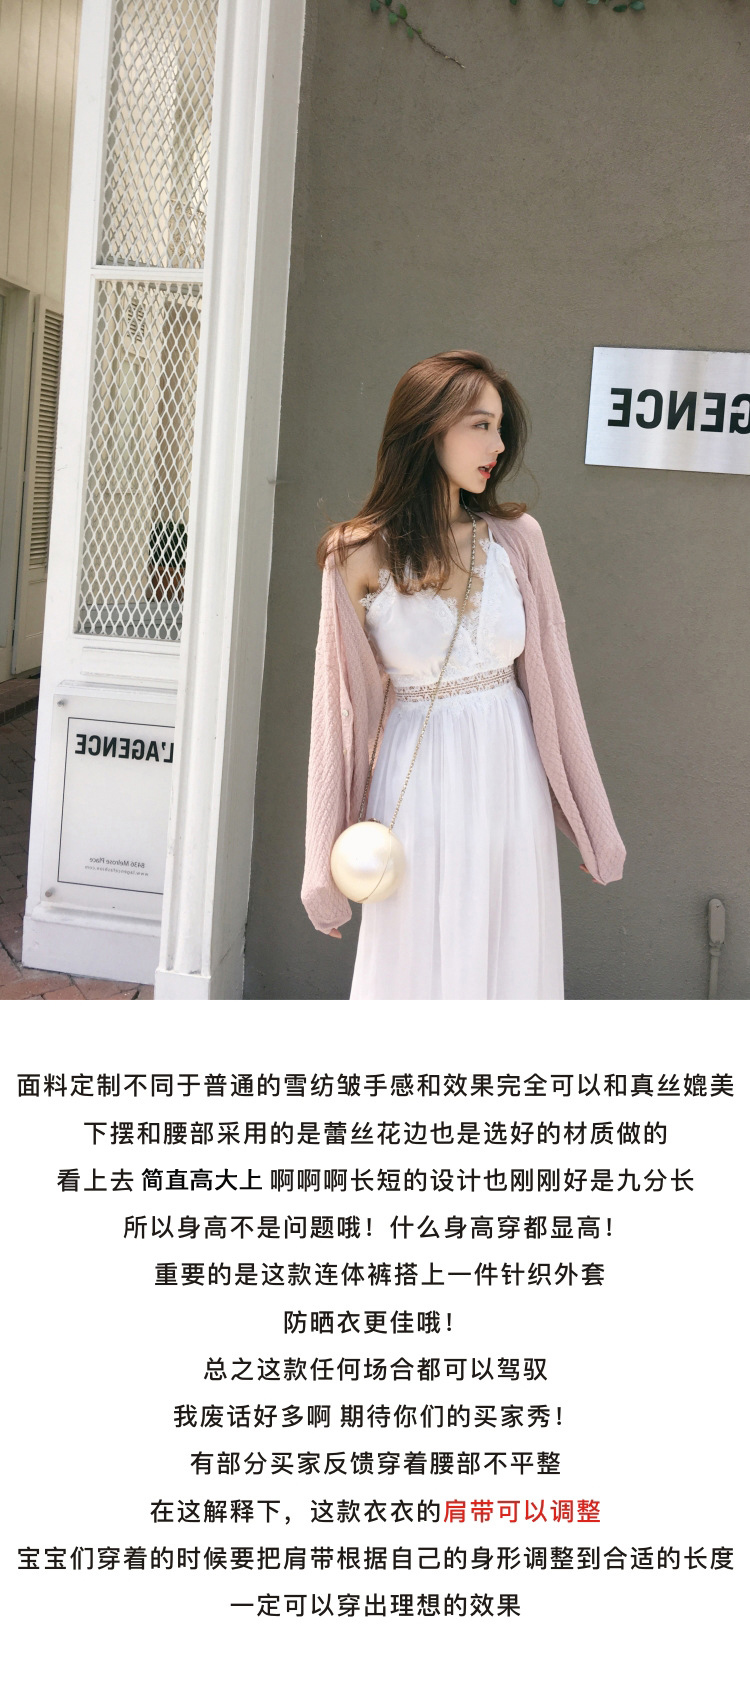 AGENCE
L'AGENCE
8436 Melrose Place
面料定制不同于普通的雪纺皱手感和效果完全可以和真丝媲美
下摆和腰部采用的是蕾丝花边也是选好的材质做的
看上去 简直高大上 啊啊啊长短的设计也刚刚好是九分长
所以身高不是问题哦！什么身高穿都显高！
重要的是这款连体裤搭上一件针织外套
防晒衣更佳哦！
总之这款任何场合都可以驾驭
我废话好多啊 期待你们的买家秀！
有部分买家反馈穿着腰部不平整
在这解释下，这款衣衣的肩带可以调整
宝宝们穿着的时候要把肩带根据自己的身形调整到合适的长度
一定可以穿出理想的效果